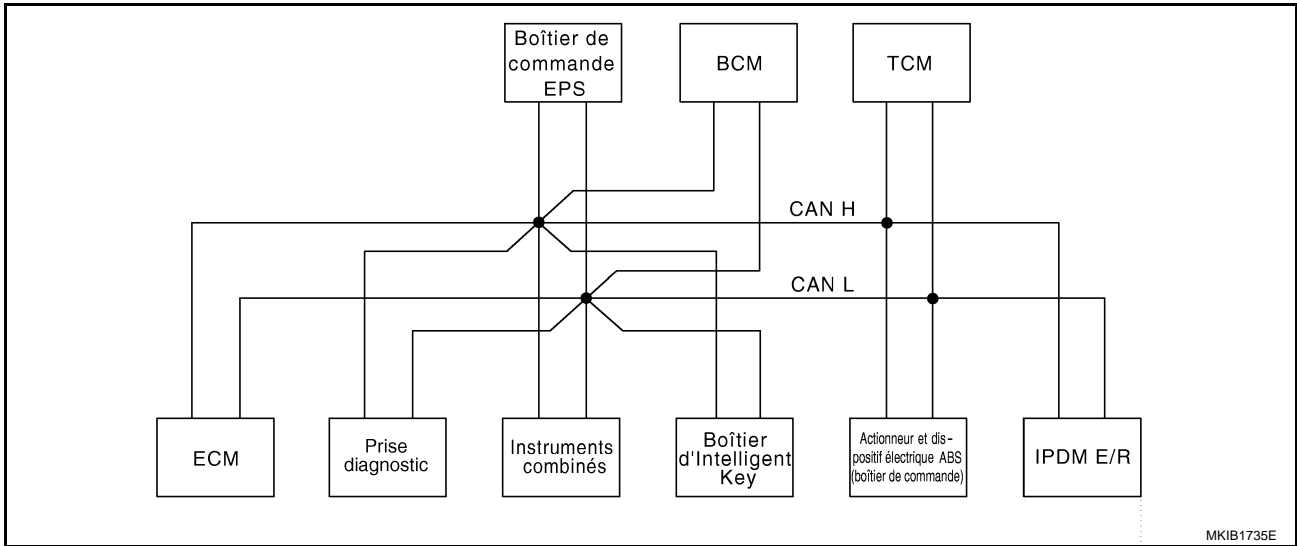 Boîtier de
commande
EPS
BCM
TCM
CAN H
CAN L
ECM
Prise
diagnostic
Instruments
combinés
Boîtier
d'Intelligent
Key
Actionneur et dis-
positif électrique ABS
(boîtier de commande)
IPDM E/R
MKIB1735E